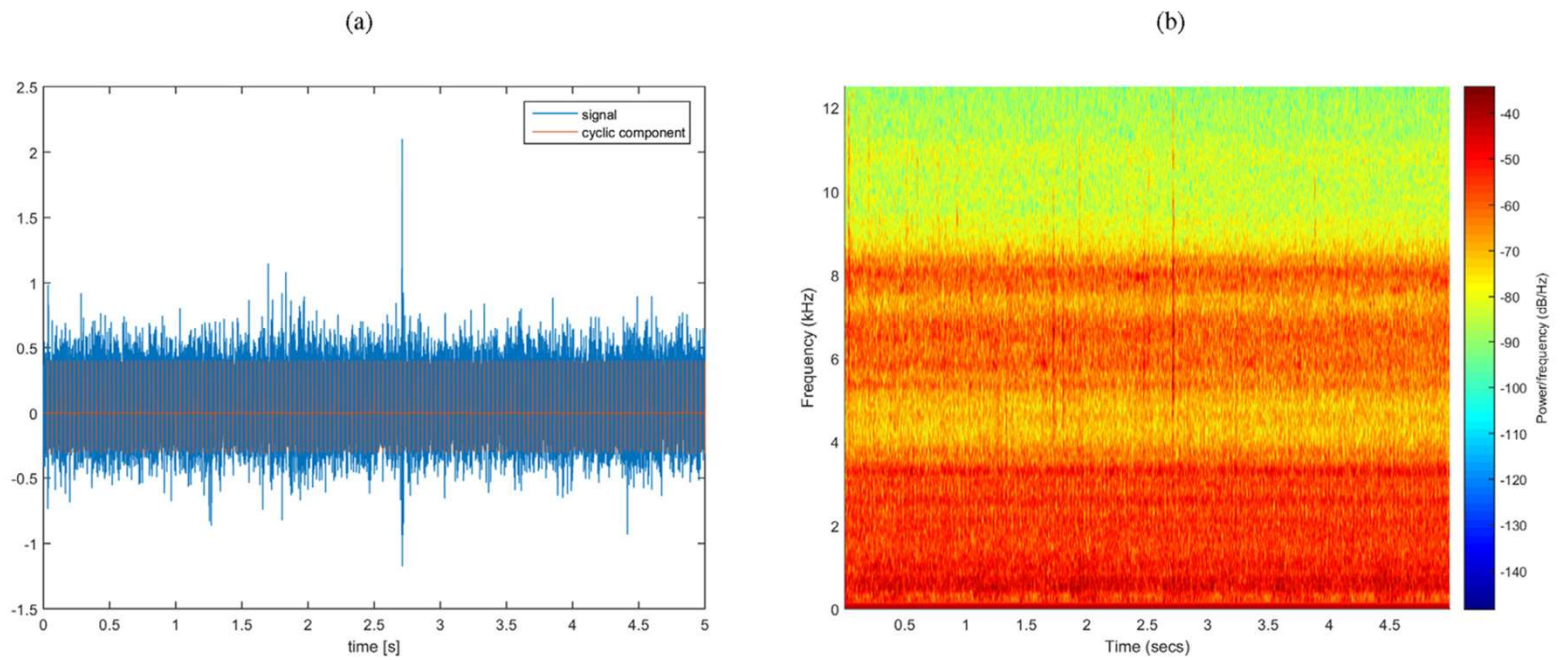 (a)
2.5
2
1.5
1
0.5
0
-0.5
-1
-1.5
0 0.5 1 1.5 2 2.5 3 3.5 4 4.5 5
time [s]
signal
cyclic component
(b)
12
10
8
6
4
2
0
Frequency (kHz)
0.5 1 1.5 2 2.5 3 3.5 4 4.5
Time (secs)
-40
-50
-60
-70
-80
-90
-100
-110
-120
-130
-140
Power/frequency (dB/Hz)